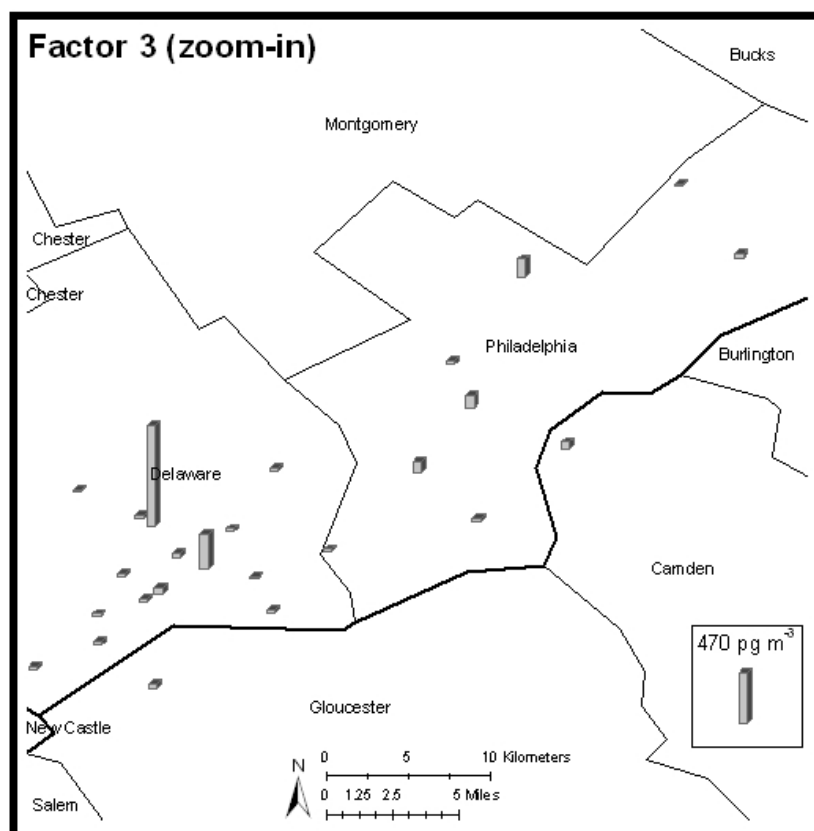 Factor 3 (zoom-in)
Bucks
Montgomery
Chester
Chester
Philadelphia
Burlington
Delaware
Camden
470 pg m⁻³
Gloucester
New Castle
Salem
N
0 5 10 Kilometers
0 1.25 2.5 5 Miles